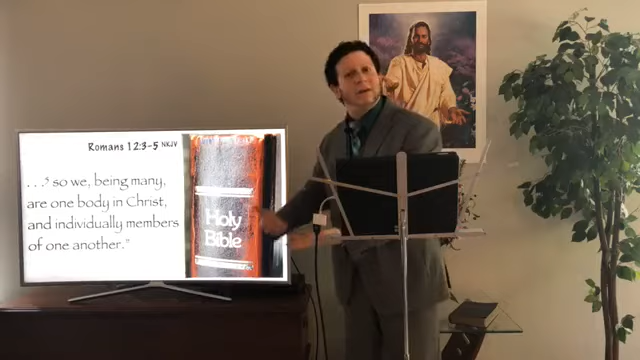 Romans 12:3-5 NKJV
. . .⁵ so we, being many,
are one body in Christ,
and individually members
of one another."
Holy
Bible